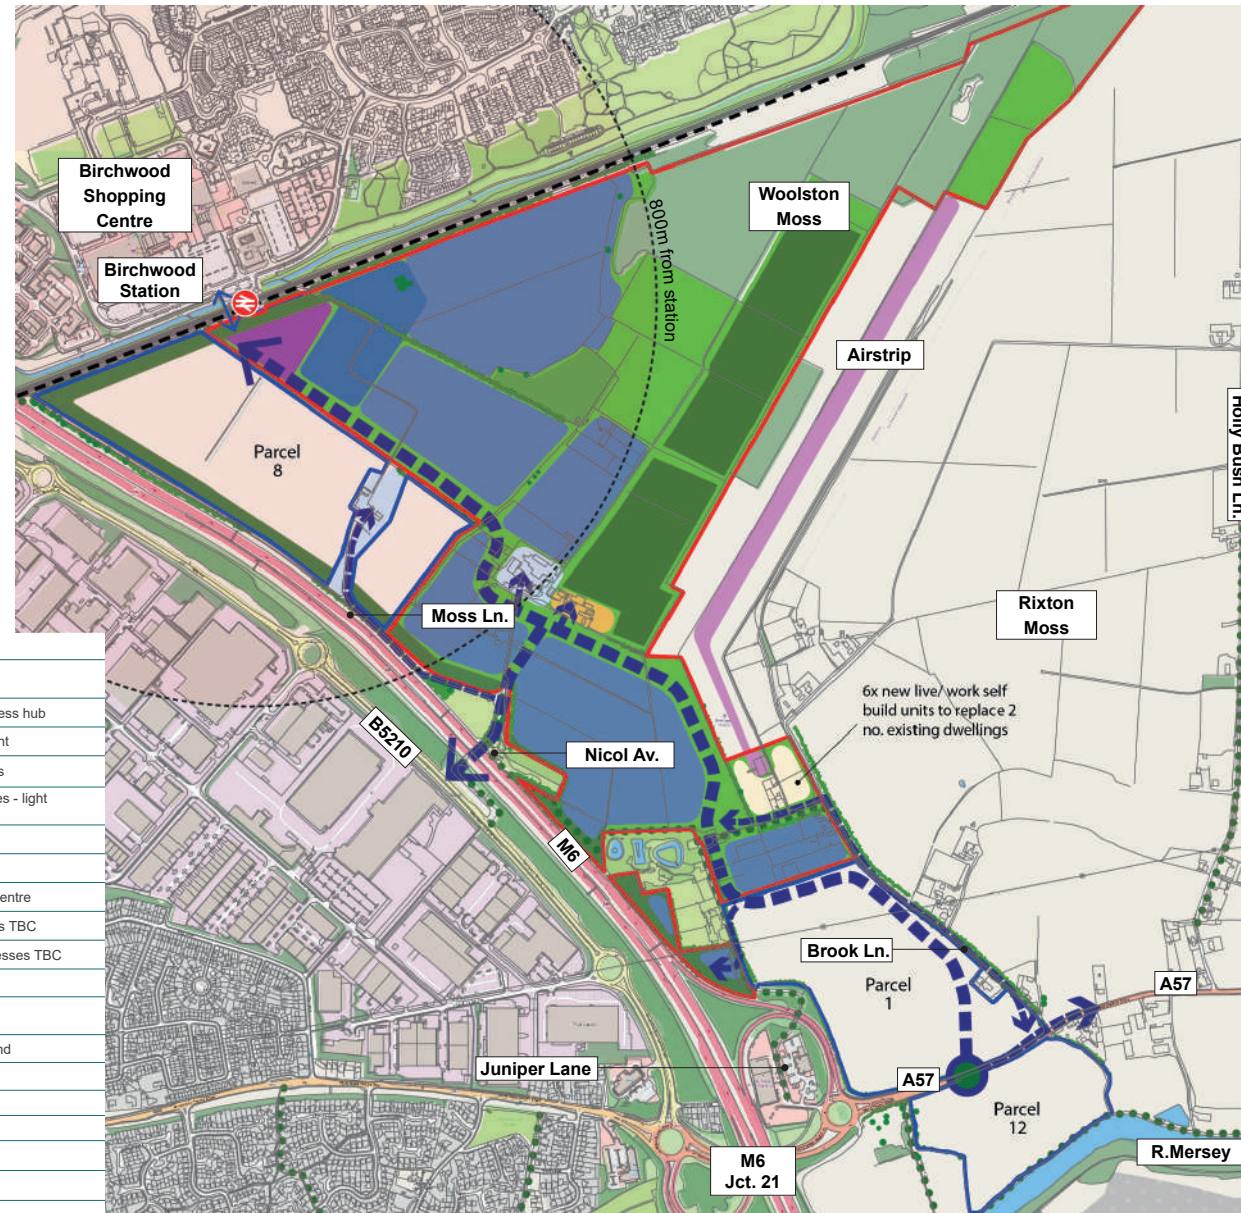 Birchwood
Shopping
Centre
Birchwood
Station
800m from station
Woolston
Moss
Airstrip
Holly Bush Ln.
Parcel
8
Moss Ln.
Rixton
Moss
6x new live/ work self
build units to replace 2
no. existing dwellings
B5210
Nicol Av.
M6
ess hub
nt
s
es - light
entre
s TBC
esses TBC
nd
Brook Ln.
Parcel
1
A57
Juniper Lane
A57
Parcel
12
M6
Jct. 21
R.Mersey